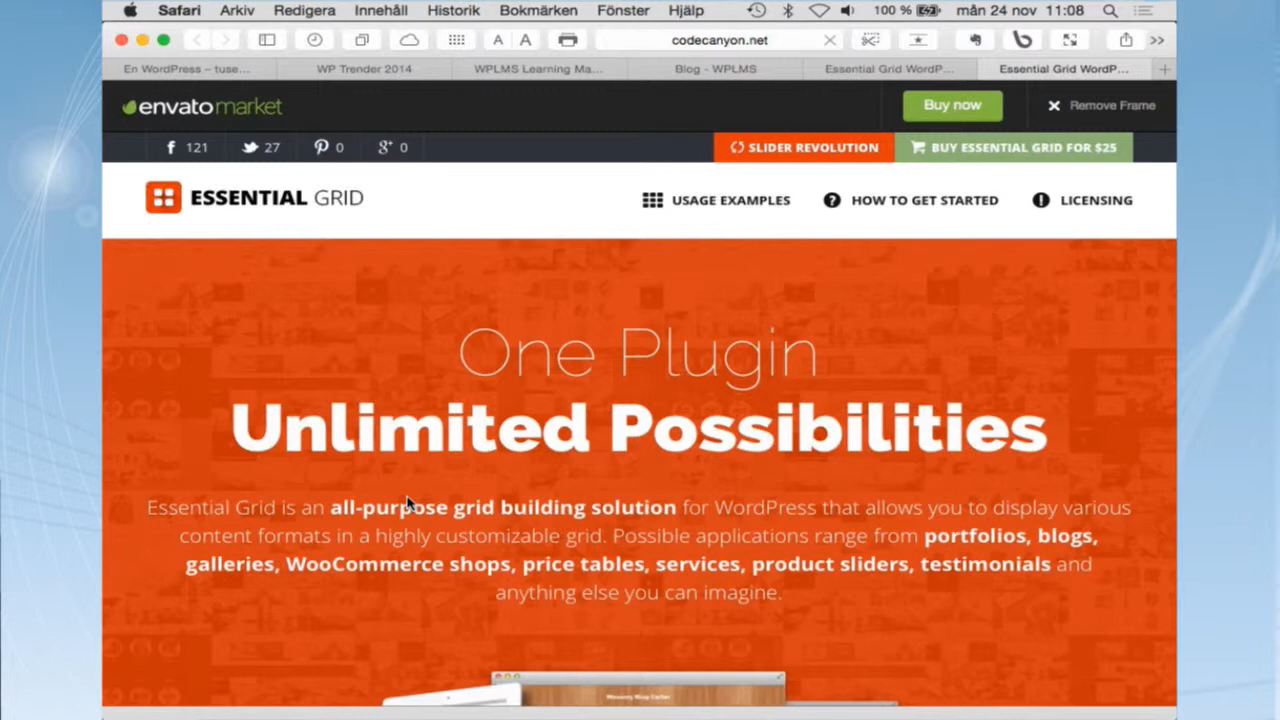 Safari Arkiv Redigera Innehåll Historik Bokmärken Fönster Hjälp 100 % mån 24 nov 11:08
A A codecanyon.net
En WordPress – tuse... WP Trender 2014 WPLMS Learning Ma... Blog - WPLMS Essential Grid WordP... Essential Grid WordP...
envatomarket Buy now Remove Frame
121 27 0 0 SLIDER REVOLUTION BUY ESSENTIAL GRID FOR $25
ESSENTIAL GRID USAGE EXAMPLES HOW TO GET STARTED LICENSING
One Plugin
Unlimited Possibilities
Essential Grid is an all-purpose grid building solution for WordPress that allows you to display various
content formats in a highly customizable grid. Possible applications range from portfolios, blogs,
galleries, WooCommerce shops, price tables, services, product sliders, testimonials and
anything else you can imagine.